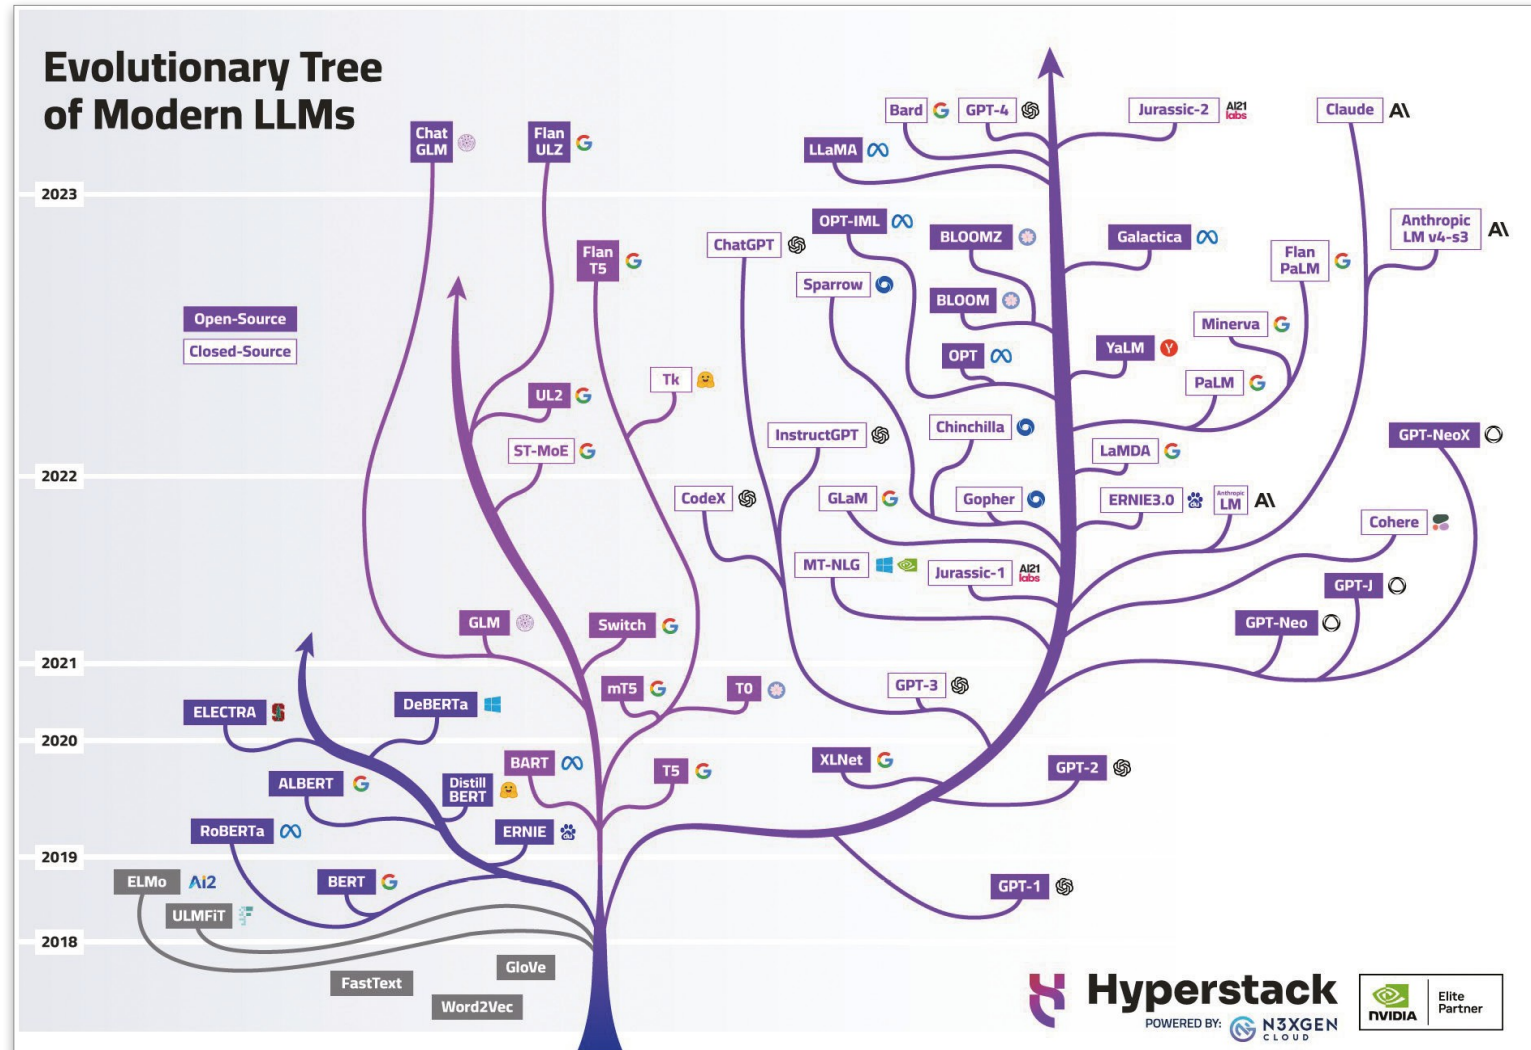 Evolutionary Tree
of Modern LLMs
Chat
GLM
Flan
ULZ
Bard
GPT-4
Jurassic-2
AI21
labs
Claude
A\
LLaMA
2023
OPT-IML
BLOOMZ
Galactica
Anthropic
LM v4-s3
A\
ChatGPT
Flan
T5
Flan
PaLM
Sparrow
BLOOM
Open-Source
Closed-Source
Minerva
OPT
YaLM
Tk
UL2
PaLM
Chinchilla
InstructGPT
GPT-NeoX
ST-MoE
LaMDA
2022
CodeX
GLaM
Gopher
ERNIE3.0
Anthropic
LM
A\
Cohere
MT-NLG
Jurassic-1
AI21
labs
GPT-J
GLM
Switch
GPT-Neo
2021
mT5
T0
GPT-3
ELECTRA
S
DeBERTa
2020
BART
T5
XLNet
GPT-2
ALBERT
Distill
BERT
RoBERTa
ERNIE
2019
ELMo
Ai2
BERT
GPT-1
ULMFiT
2018
GloVe
FastText
Word2Vec
Hyperstack
POWERED BY:
N3XGEN
CLOUD
NVIDIA
Elite
Partner